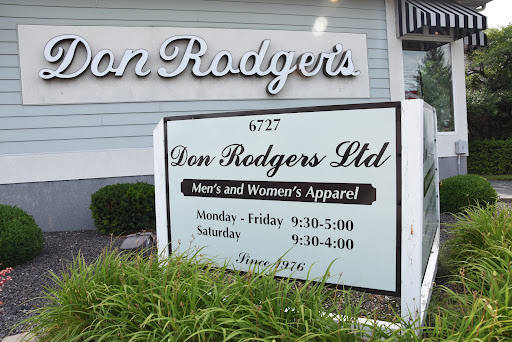 Don Rodger's
6727
Don Rodgers Ltd
Men's and Women's Apparel
Monday - Friday 9:30-5:00
Saturday 9:30-4:00
Since 1976